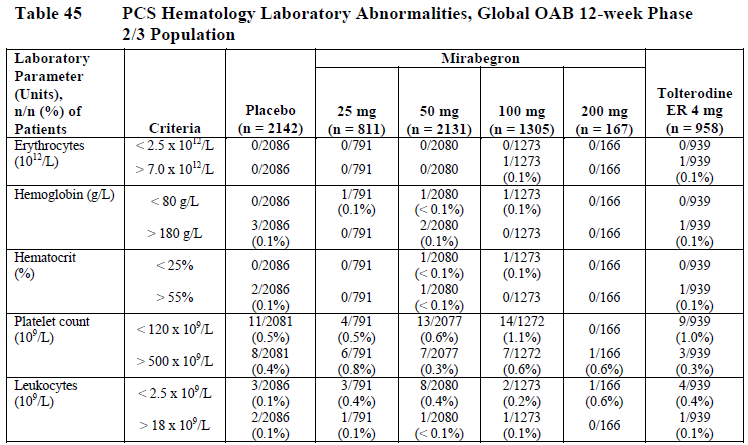 Table 45 PCS Hematology Laboratory Abnormalities, Global OAB 12-week Phase
2/3 Population
Laboratory Parameter (Units), n/n (%) of Patients | Criteria | Placebo (n = 2142) | Mirabegron 25 mg (n = 811) | 50 mg (n = 2131) | 100 mg (n = 1305) | 200 mg (n = 167) | Tolterodine ER 4 mg (n = 958)
Erythrocytes (10¹²/L) | < 2.5 x 10¹²/L | 0/2086 | 0/791 | 0/2080 | 0/1273 | 0/166 | 0/939
> 7.0 x 10¹²/L | 0/2086 | 0/791 | 0/2080 | 1/1273 (0.1%) | 0/166 | 1/939 (0.1%)
Hemoglobin (g/L) | < 80 g/L | 0/2086 | 1/791 (0.1%) | 1/2080 (< 0.1%) | 1/1273 (0.1%) | 0/166 | 0/939
> 180 g/L | 3/2086 (0.1%) | 0/791 | 2/2080 (0.1%) | 0/1273 | 0/166 | 1/939 (0.1%)
Hematocrit (%) | < 25% | 0/2086 | 0/791 | 1/2080 (< 0.1%) | 1/1273 (0.1%) | 0/166 | 0/939
> 55% | 2/2086 (0.1%) | 0/791 | 1/2080 (< 0.1%) | 0/1273 | 0/166 | 1/939 (0.1%)
Platelet count (10⁹/L) | < 120 x 10⁹/L | 11/2081 (0.5%) | 4/791 (0.5%) | 13/2077 (0.6%) | 14/1272 (1.1%) | 0/166 | 9/939 (1.0%)
> 500 x 10⁹/L | 8/2081 (0.4%) | 6/791 (0.8%) | 7/2077 (0.3%) | 7/1272 (0.6%) | 1/166 (0.6%) | 3/939 (0.3%)
Leukocytes (10⁹/L) | < 2.5 x 10⁹/L | 3/2086 (0.1%) | 3/791 (0.4%) | 8/2080 (0.4%) | 2/1273 (0.2%) | 1/166 (0.6%) | 4/939 (0.4%)
> 18 x 10⁹/L | 2/2086 (0.1%) | 1/791 (0.1%) | 1/2080 (< 0.1%) | 1/1273 (0.1%) | 0/166 | 1/939 (0.1%)